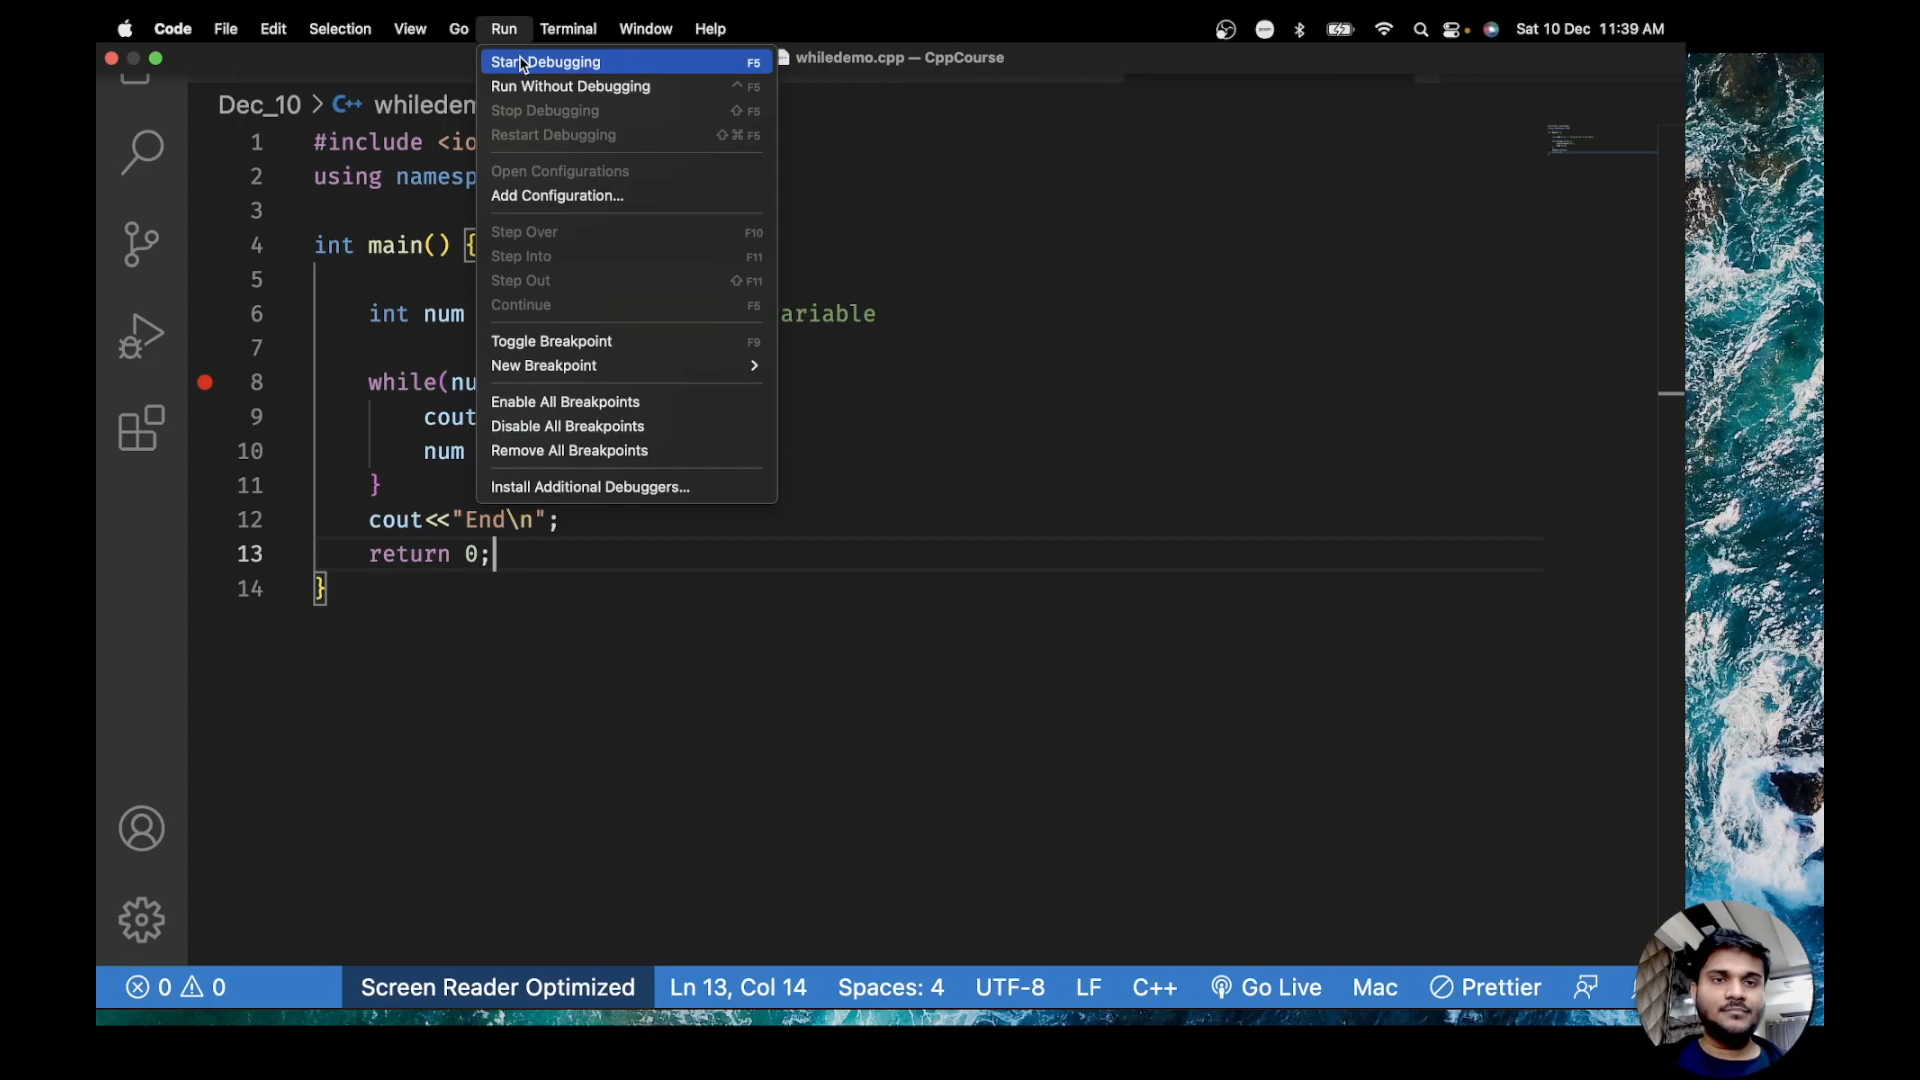 Code File Edit Selection View Go Run Terminal Window Help zoom Sat 10 Dec 11:39 AM
whiledemo.cpp — CppCourse
Start Debugging F5
Run Without Debugging ^ F5
Stop Debugging ⇧ F5
Restart Debugging ⇧ ⌘ F5
Open Configurations
Add Configuration...
Step Over F10
Step Into F11
Step Out ⇧ F11
Continue F5
Toggle Breakpoint F9
New Breakpoint >
Enable All Breakpoints
Disable All Breakpoints
Remove All Breakpoints
Install Additional Debuggers...
Dec_10 > C++ whiledem
1 #include <io
2 using namesp
3
4 int main() {
5
6 int num ariable
7
8 while(nu
9 cout
10 num
11 }
12 cout<<"End\n";
13 return 0;
14 }
0 0 Screen Reader Optimized Ln 13, Col 14 Spaces: 4 UTF-8 LF C++ Go Live Mac Prettier